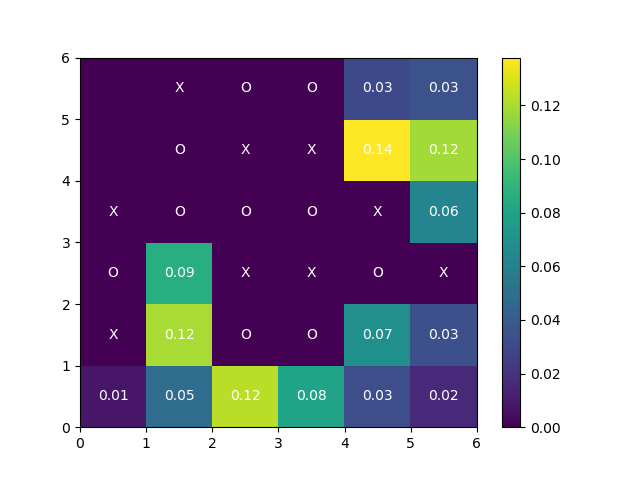 6
X O O 0.03 0.03
5
O X X 0.14 0.12
0.12
4
0.10
X O O O X 0.06
0.08
3
O 0.09 X X O X
0.06
2
X 0.12 O O 0.07 0.03
0.04
1
0.01 0.05 0.12 0.08 0.03 0.02
0.02
0
0.00
0 1 2 3 4 5 6